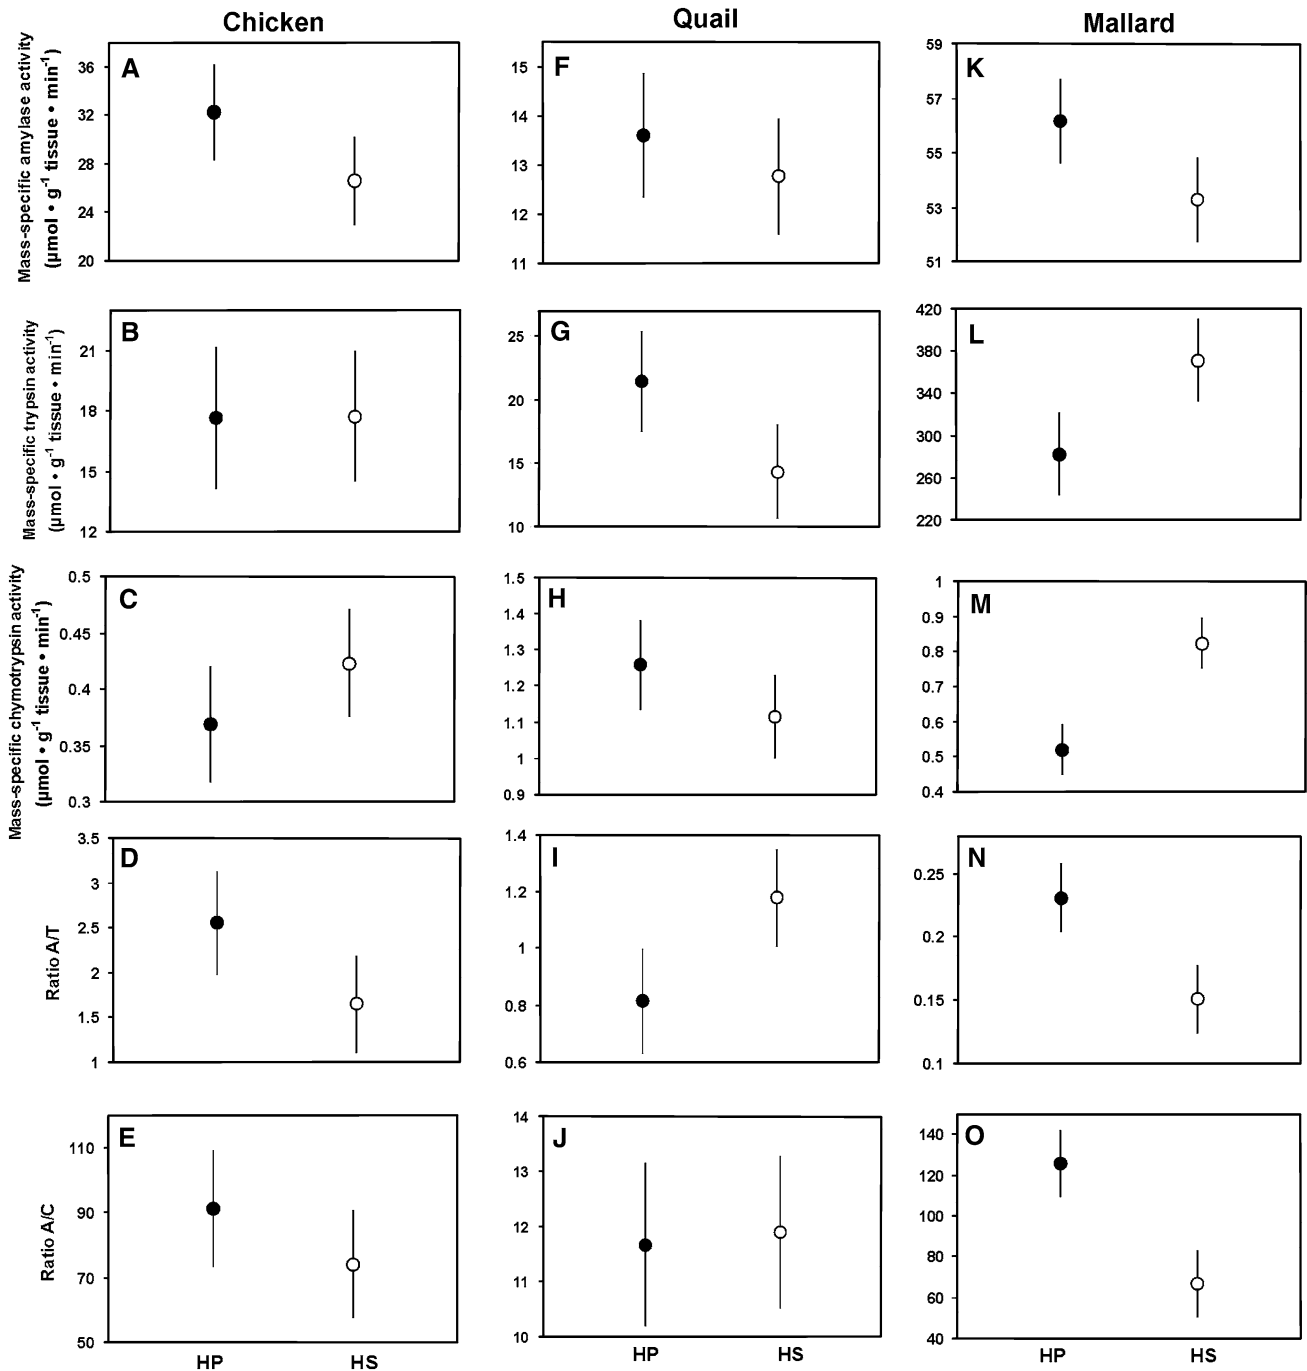 Chicken
Quail
Mallard
Mass-specific amylase activity
(µmol • g⁻¹ tissue • min⁻¹)
A
36
32
28
24
20
F
15
14
13
12
11
K
59
57
55
53
51
Mass-specific trypsin activity
(µmol • g⁻¹ tissue • min⁻¹)
B
21
18
15
12
G
25
20
15
10
L
420
380
340
300
260
220
Mass-specific chymotrypsin activity
(µmol • g⁻¹ tissue • min⁻¹)
C
0.5
0.45
0.4
0.35
0.3
H
1.5
1.4
1.3
1.2
1.1
1
0.9
M
1
0.9
0.8
0.7
0.6
0.5
0.4
Ratio A/T
D
3.5
3
2.5
2
1.5
1
I
1.4
1.2
1
0.8
0.6
N
0.25
0.2
0.15
0.1
Ratio A/C
E
110
90
70
50
J
14
13
12
11
10
O
140
120
100
80
60
40
HP HS
HP HS
HP HS